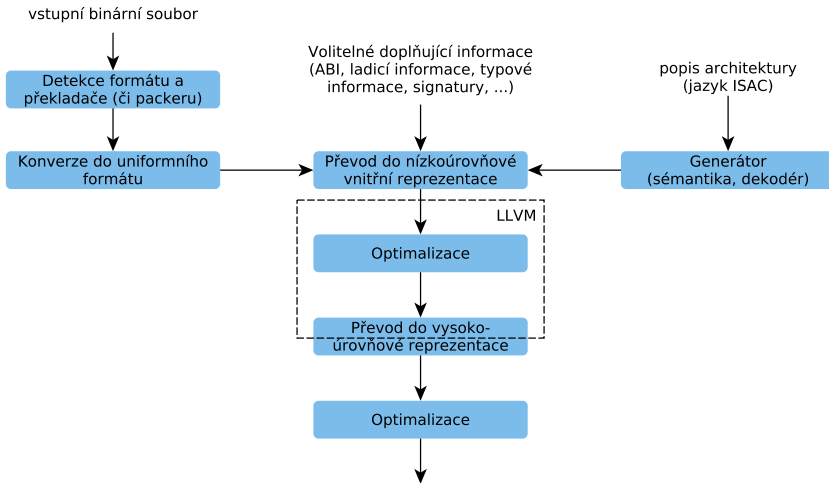 vstupní binární soubor
Detekce formátu a
překladače (či packeru)
Konverze do uniformního
formátu
Volitelné doplňující informace
(ABI, ladicí informace, typové
informace, signatury, ...)
popis architektury
(jazyk ISAC)
Převod do nízkoúrovňové
vnitřní reprezentace
Generátor
(sémantika, dekodér)
LLVM
Optimalizace
Převod do vysoko-
úrovňové reprezentace
Optimalizace